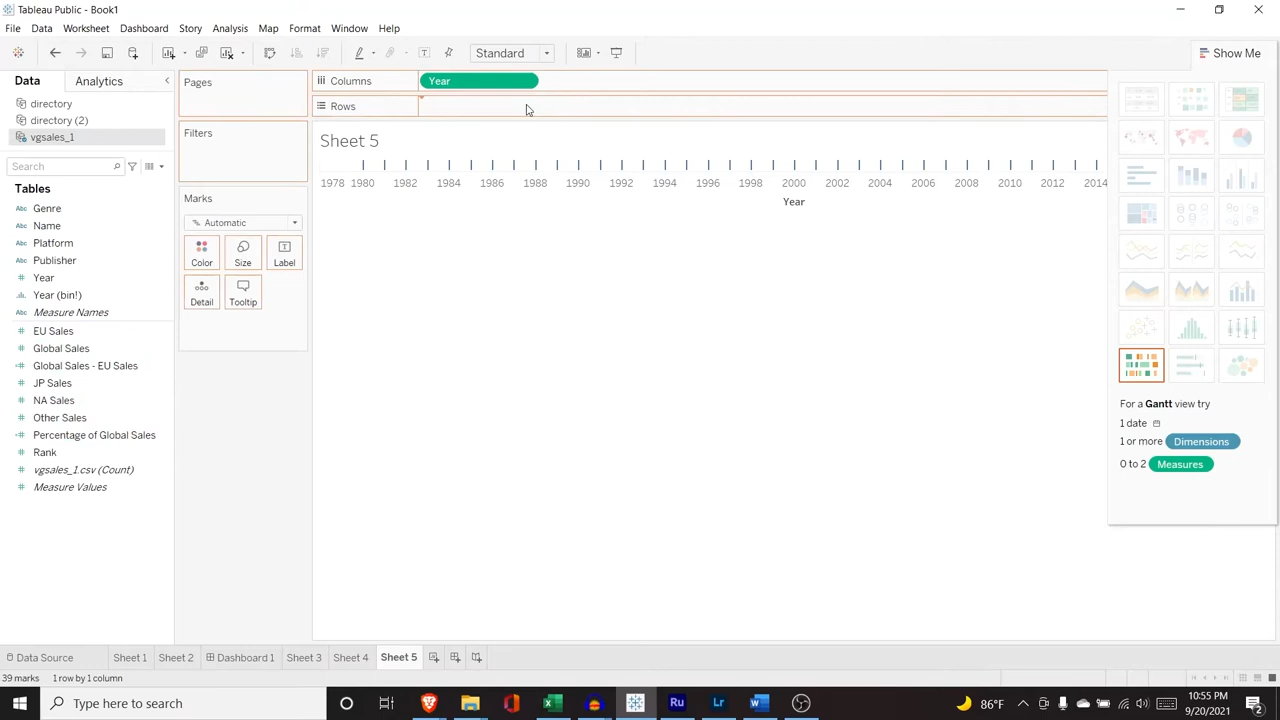 Tableau Public - Book1
File Data Worksheet Dashboard Story Analysis Map Format Window Help
Standard
Show Me
Data Analytics
directory
directory (2)
vgsales_1
Search
Tables
Abc Genre
Abc Name
Abc Platform
Abc Publisher
# Year
Year (bin!)
Abc Measure Names
# EU Sales
# Global Sales
Global Sales - EU Sales
# JP Sales
# NA Sales
# Other Sales
Percentage of Global Sales
# Rank
# vgsales_1.csv (Count)
# Measure Values
Pages
Filters
Marks
Automatic
Color Size Label
Detail Tooltip
Columns Year
Rows
Sheet 5
1978 1980 1982 1984 1986 1988 1990 1992 1994 1996 1998 2000 2002 2004 2006 2008 2010 2012 2014
Year
For a Gantt view try
1 date
1 or more Dimensions
0 to 2 Measures
Data Source Sheet 1 Sheet 2 Dashboard 1 Sheet 3 Sheet 4 Sheet 5
39 marks 1 row by 1 column
Type here to search
Ru
Lr
86°F
10:55 PM
9/20/2021